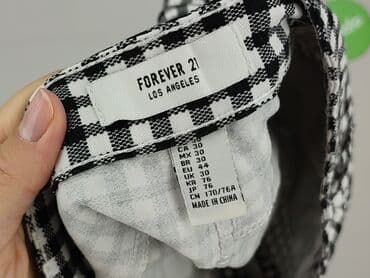 FOREVER 21
LOS ANGELES
CA 30
MX 30
BR 30
EU 44
UK 30
KR 76
JP 76
CN 170/76A
MADE IN CHINA